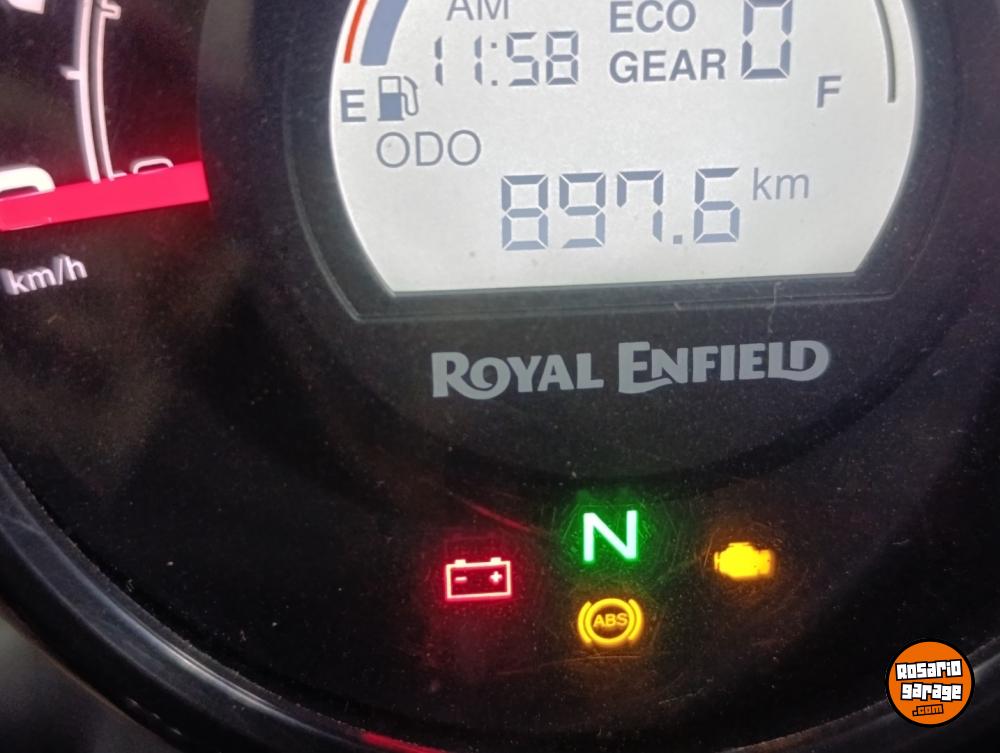 AM
ECO
11:58
GEAR 0
E
F
ODO
897.6 km
km/h
ROYAL ENFIELD
N
ABS
Rosario
garage
.com